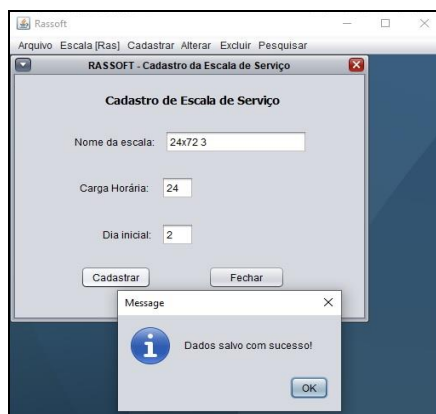 Rassoft
Arquivo Escala [Ras] Cadastrar Alterar Excluir Pesquisar
RASSOFT - Cadastro da Escala de Serviço
Cadastro de Escala de Serviço
Nome da escala: 24x72 3
Carga Horária: 24
Dia inicial: 2
Cadastrar Fechar
Message
Dados salvo com sucesso!
OK